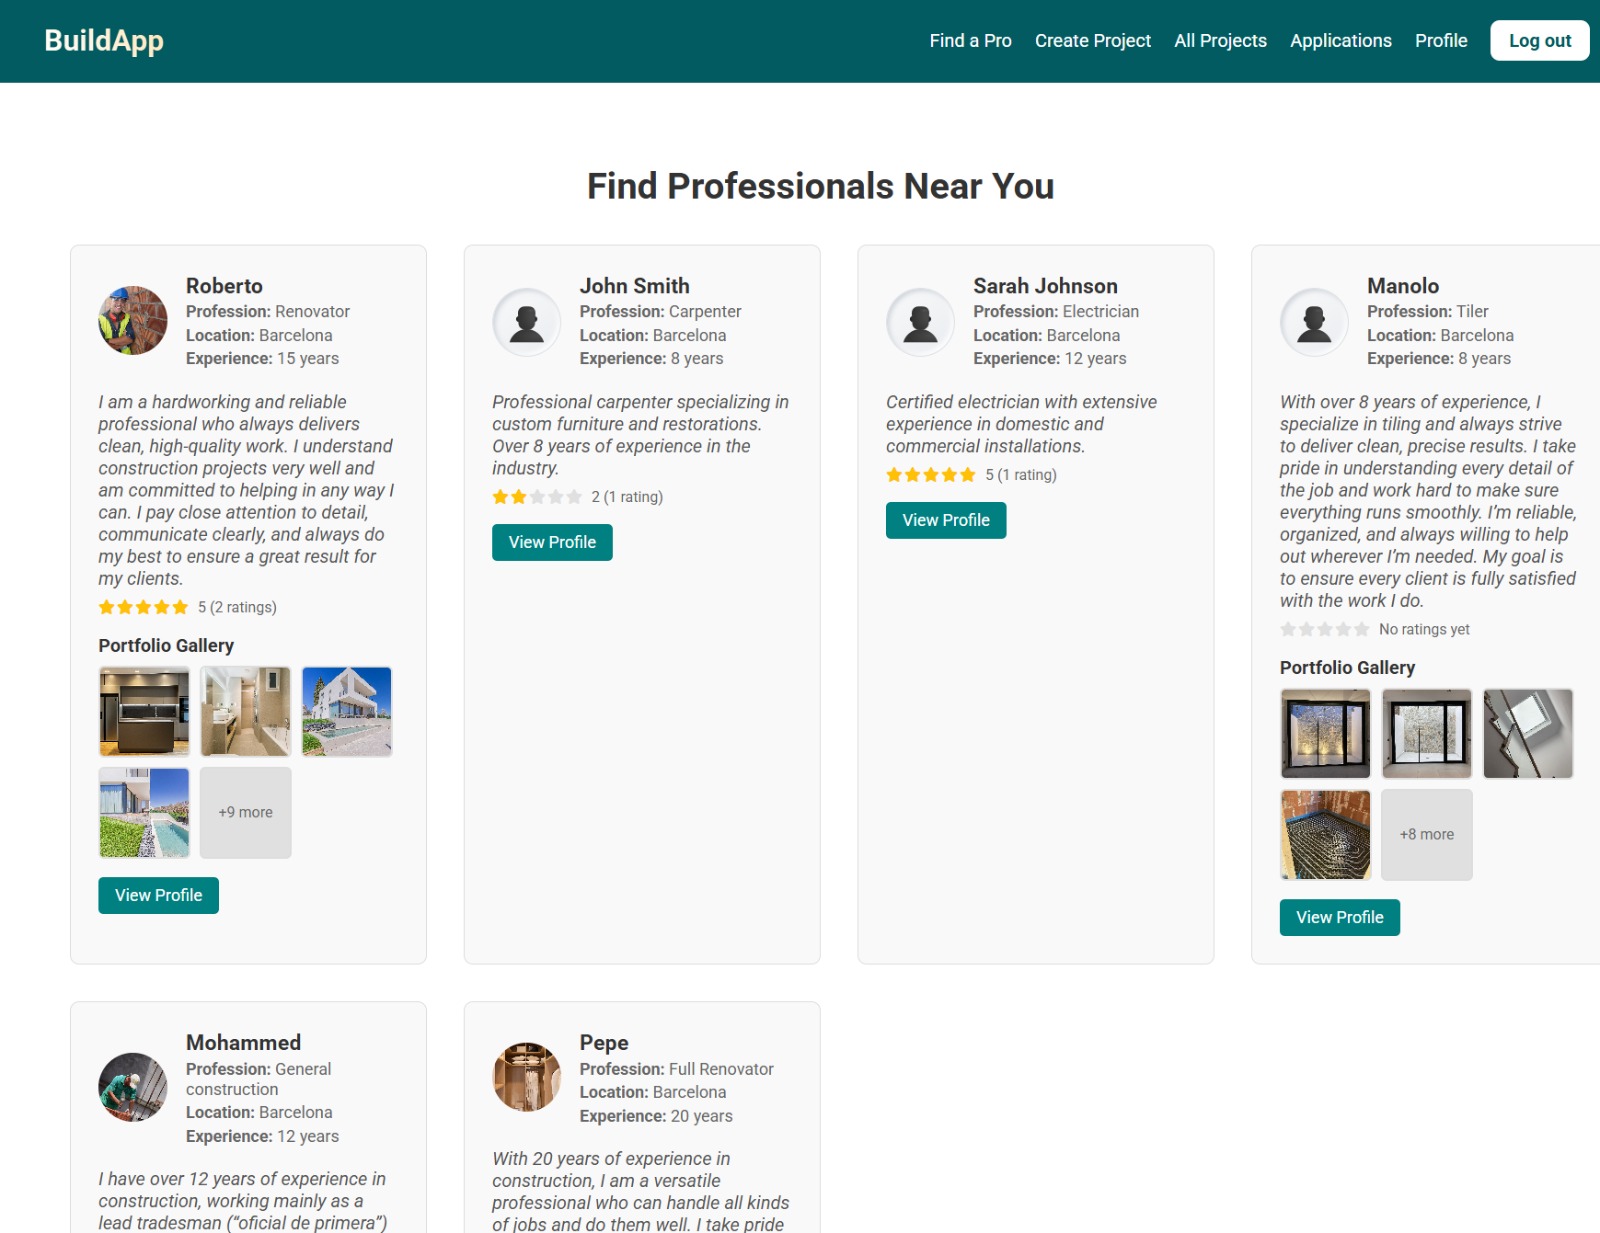 BuildApp
Find a Pro
Create Project
All Projects
Applications
Profile
Log out
Find Professionals Near You
Roberto
Profession: Renovator
Location: Barcelona
Experience: 15 years
I am a hardworking and reliable
professional who always delivers
clean, high-quality work. I understand
construction projects very well and
am committed to helping in any way I
can. I pay close attention to detail,
communicate clearly, and always do
my best to ensure a great result for
my clients.
5 (2 ratings)
Portfolio Gallery
+9 more
View Profile
John Smith
Profession: Carpenter
Location: Barcelona
Experience: 8 years
Professional carpenter specializing in
custom furniture and restorations.
Over 8 years of experience in the
industry.
2 (1 rating)
View Profile
Sarah Johnson
Profession: Electrician
Location: Barcelona
Experience: 12 years
Certified electrician with extensive
experience in domestic and
commercial installations.
5 (1 rating)
View Profile
Manolo
Profession: Tiler
Location: Barcelona
Experience: 8 years
With over 8 years of experience, I
specialize in tiling and always strive
to deliver clean, precise results. I take
pride in understanding every detail of
the job and work hard to make sure
everything runs smoothly. I’m reliable,
organized, and always willing to help
out wherever I’m needed. My goal is
to ensure every client is fully satisfied
with the work I do.
No ratings yet
Portfolio Gallery
+8 more
View Profile
Mohammed
Profession: General
construction
Location: Barcelona
Experience: 12 years
I have over 12 years of experience in
construction, working mainly as a
lead tradesman (“oficial de primera”)
Pepe
Profession: Full Renovator
Location: Barcelona
Experience: 20 years
With 20 years of experience in
construction, I am a versatile
professional who can handle all kinds
of jobs and do them well. I take pride